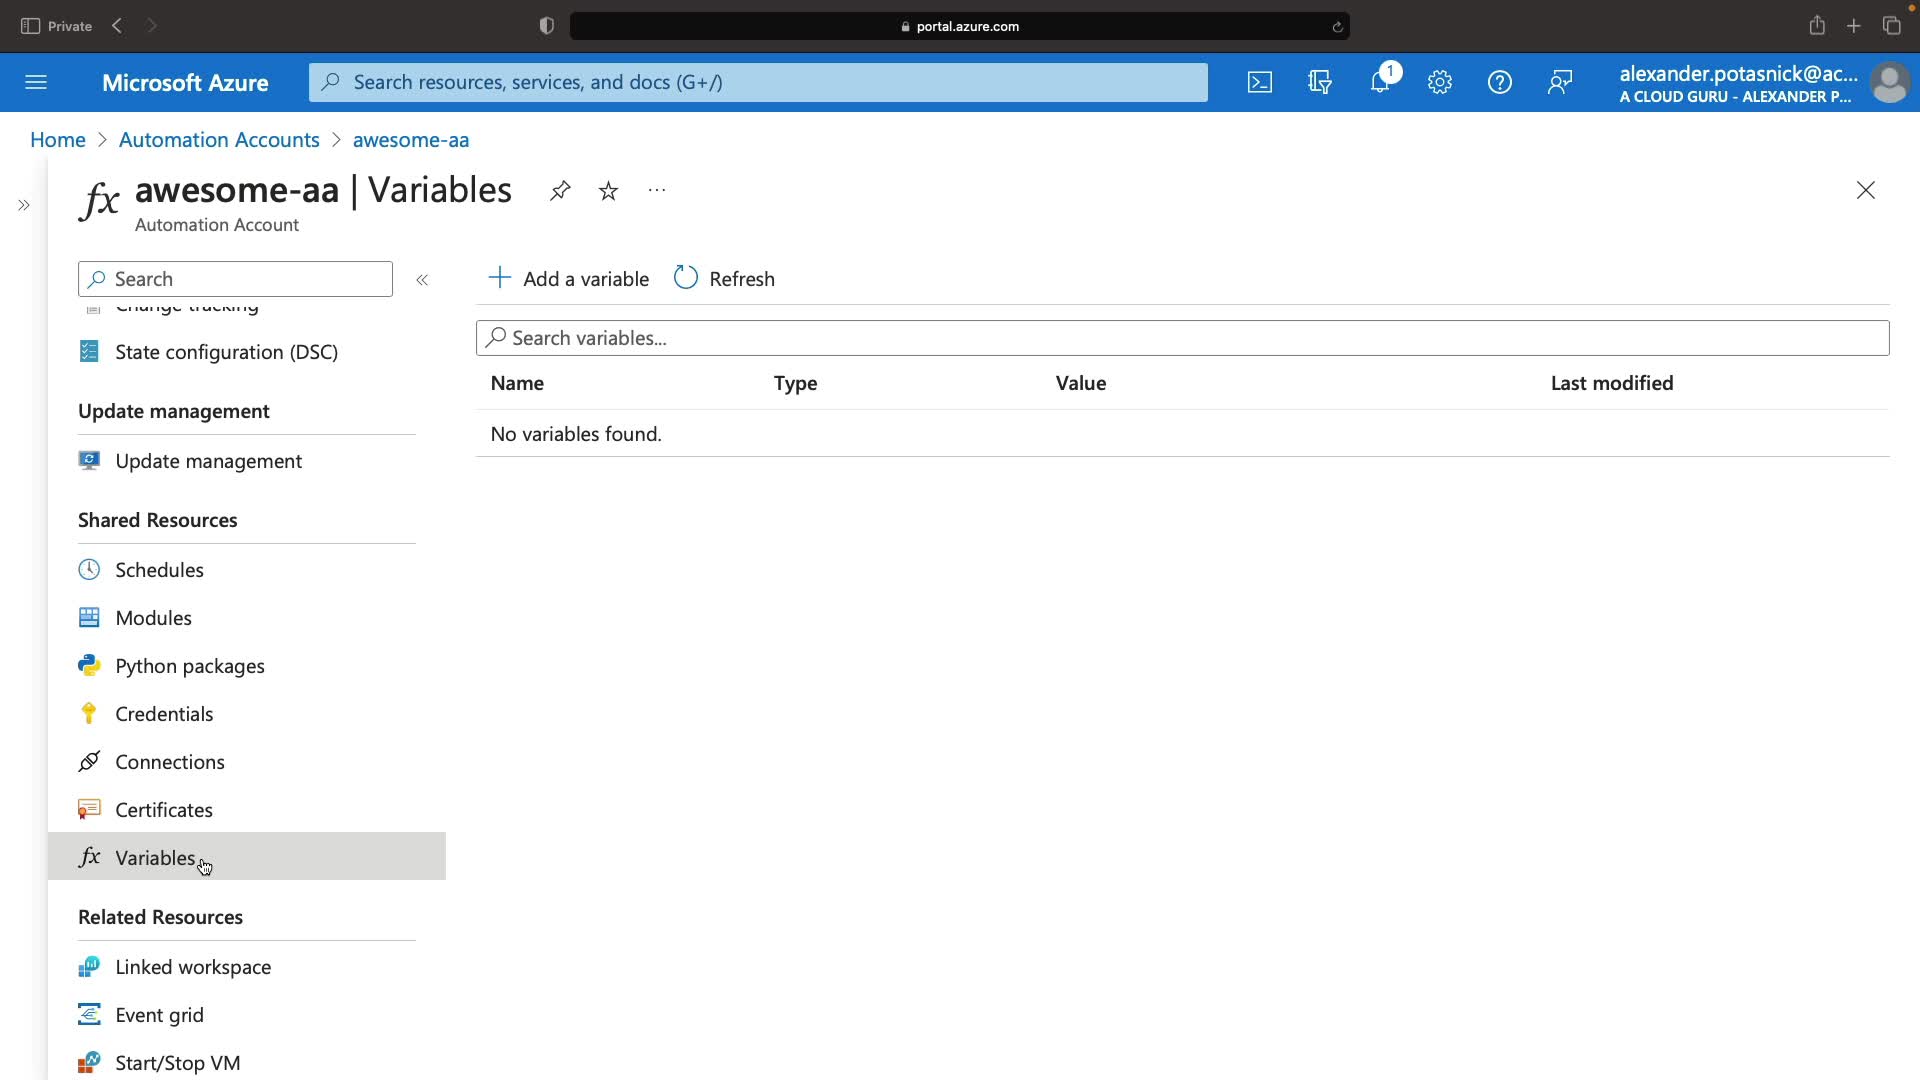 Private
portal.azure.com
Microsoft Azure
Search resources, services, and docs (G+/)
1
alexander.potasnick@ac...
A CLOUD GURU - ALEXANDER P...
Home > Automation Accounts > awesome-aa
fx awesome-aa | Variables ...
Automation Account
Search
Add a variable
Refresh
Change tracking
Search variables...
State configuration (DSC)
Name Type Value Last modified
Update management
No variables found.
Update management
Shared Resources
Schedules
Modules
Python packages
Credentials
Connections
Certificates
fx Variables
Related Resources
Linked workspace
Event grid
Start/Stop VM